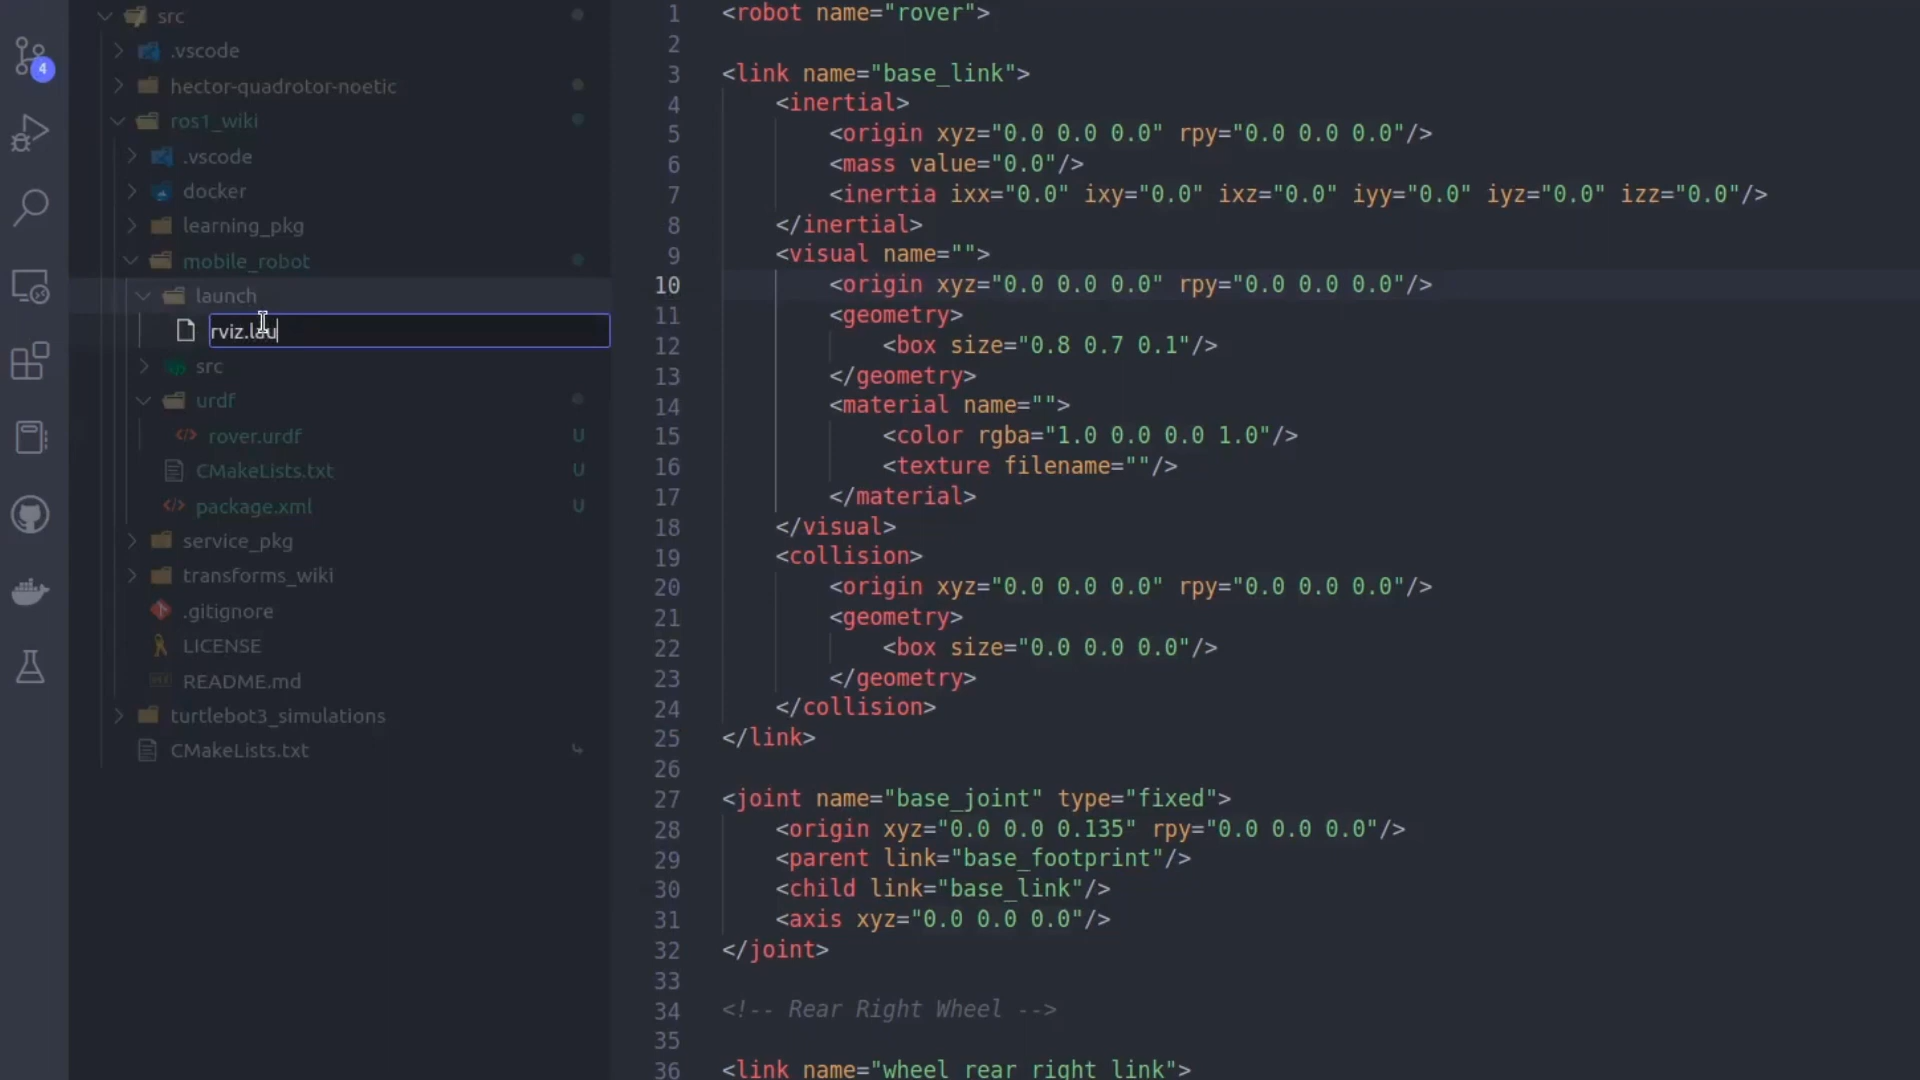 src
4
.vscode
hector-quadrotor-noetic
ros1_wiki
.vscode
docker
learning_pkg
mobile_robot
launch
rviz.lau
src
urdf
rover.urdf U
CMakeLists.txt U
package.xml U
service_pkg
transforms_wiki
.gitignore
LICENSE
README.md
turtlebot3_simulations
CMakeLists.txt
1 <robot name="rover">
2
3 <link name="base_link">
4 <inertial>
5 <origin xyz="0.0 0.0 0.0" rpy="0.0 0.0 0.0"/>
6 <mass value="0.0"/>
7 <inertia ixx="0.0" ixy="0.0" ixz="0.0" iyy="0.0" iyz="0.0" izz="0.0"/>
8 </inertial>
9 <visual name="">
10 <origin xyz="0.0 0.0 0.0" rpy="0.0 0.0 0.0"/>
11 <geometry>
12 <box size="0.8 0.7 0.1"/>
13 </geometry>
14 <material name="">
15 <color rgba="1.0 0.0 0.0 1.0"/>
16 <texture filename=""/>
17 </material>
18 </visual>
19 <collision>
20 <origin xyz="0.0 0.0 0.0" rpy="0.0 0.0 0.0"/>
21 <geometry>
22 <box size="0.0 0.0 0.0"/>
23 </geometry>
24 </collision>
25 </link>
26
27 <joint name="base_joint" type="fixed">
28 <origin xyz="0.0 0.0 0.135" rpy="0.0 0.0 0.0"/>
29 <parent link="base_footprint"/>
30 <child link="base_link"/>
31 <axis xyz="0.0 0.0 0.0"/>
32 </joint>
33
34 <!-- Rear Right Wheel -->
35
36 <link name="wheel_rear_right_link">